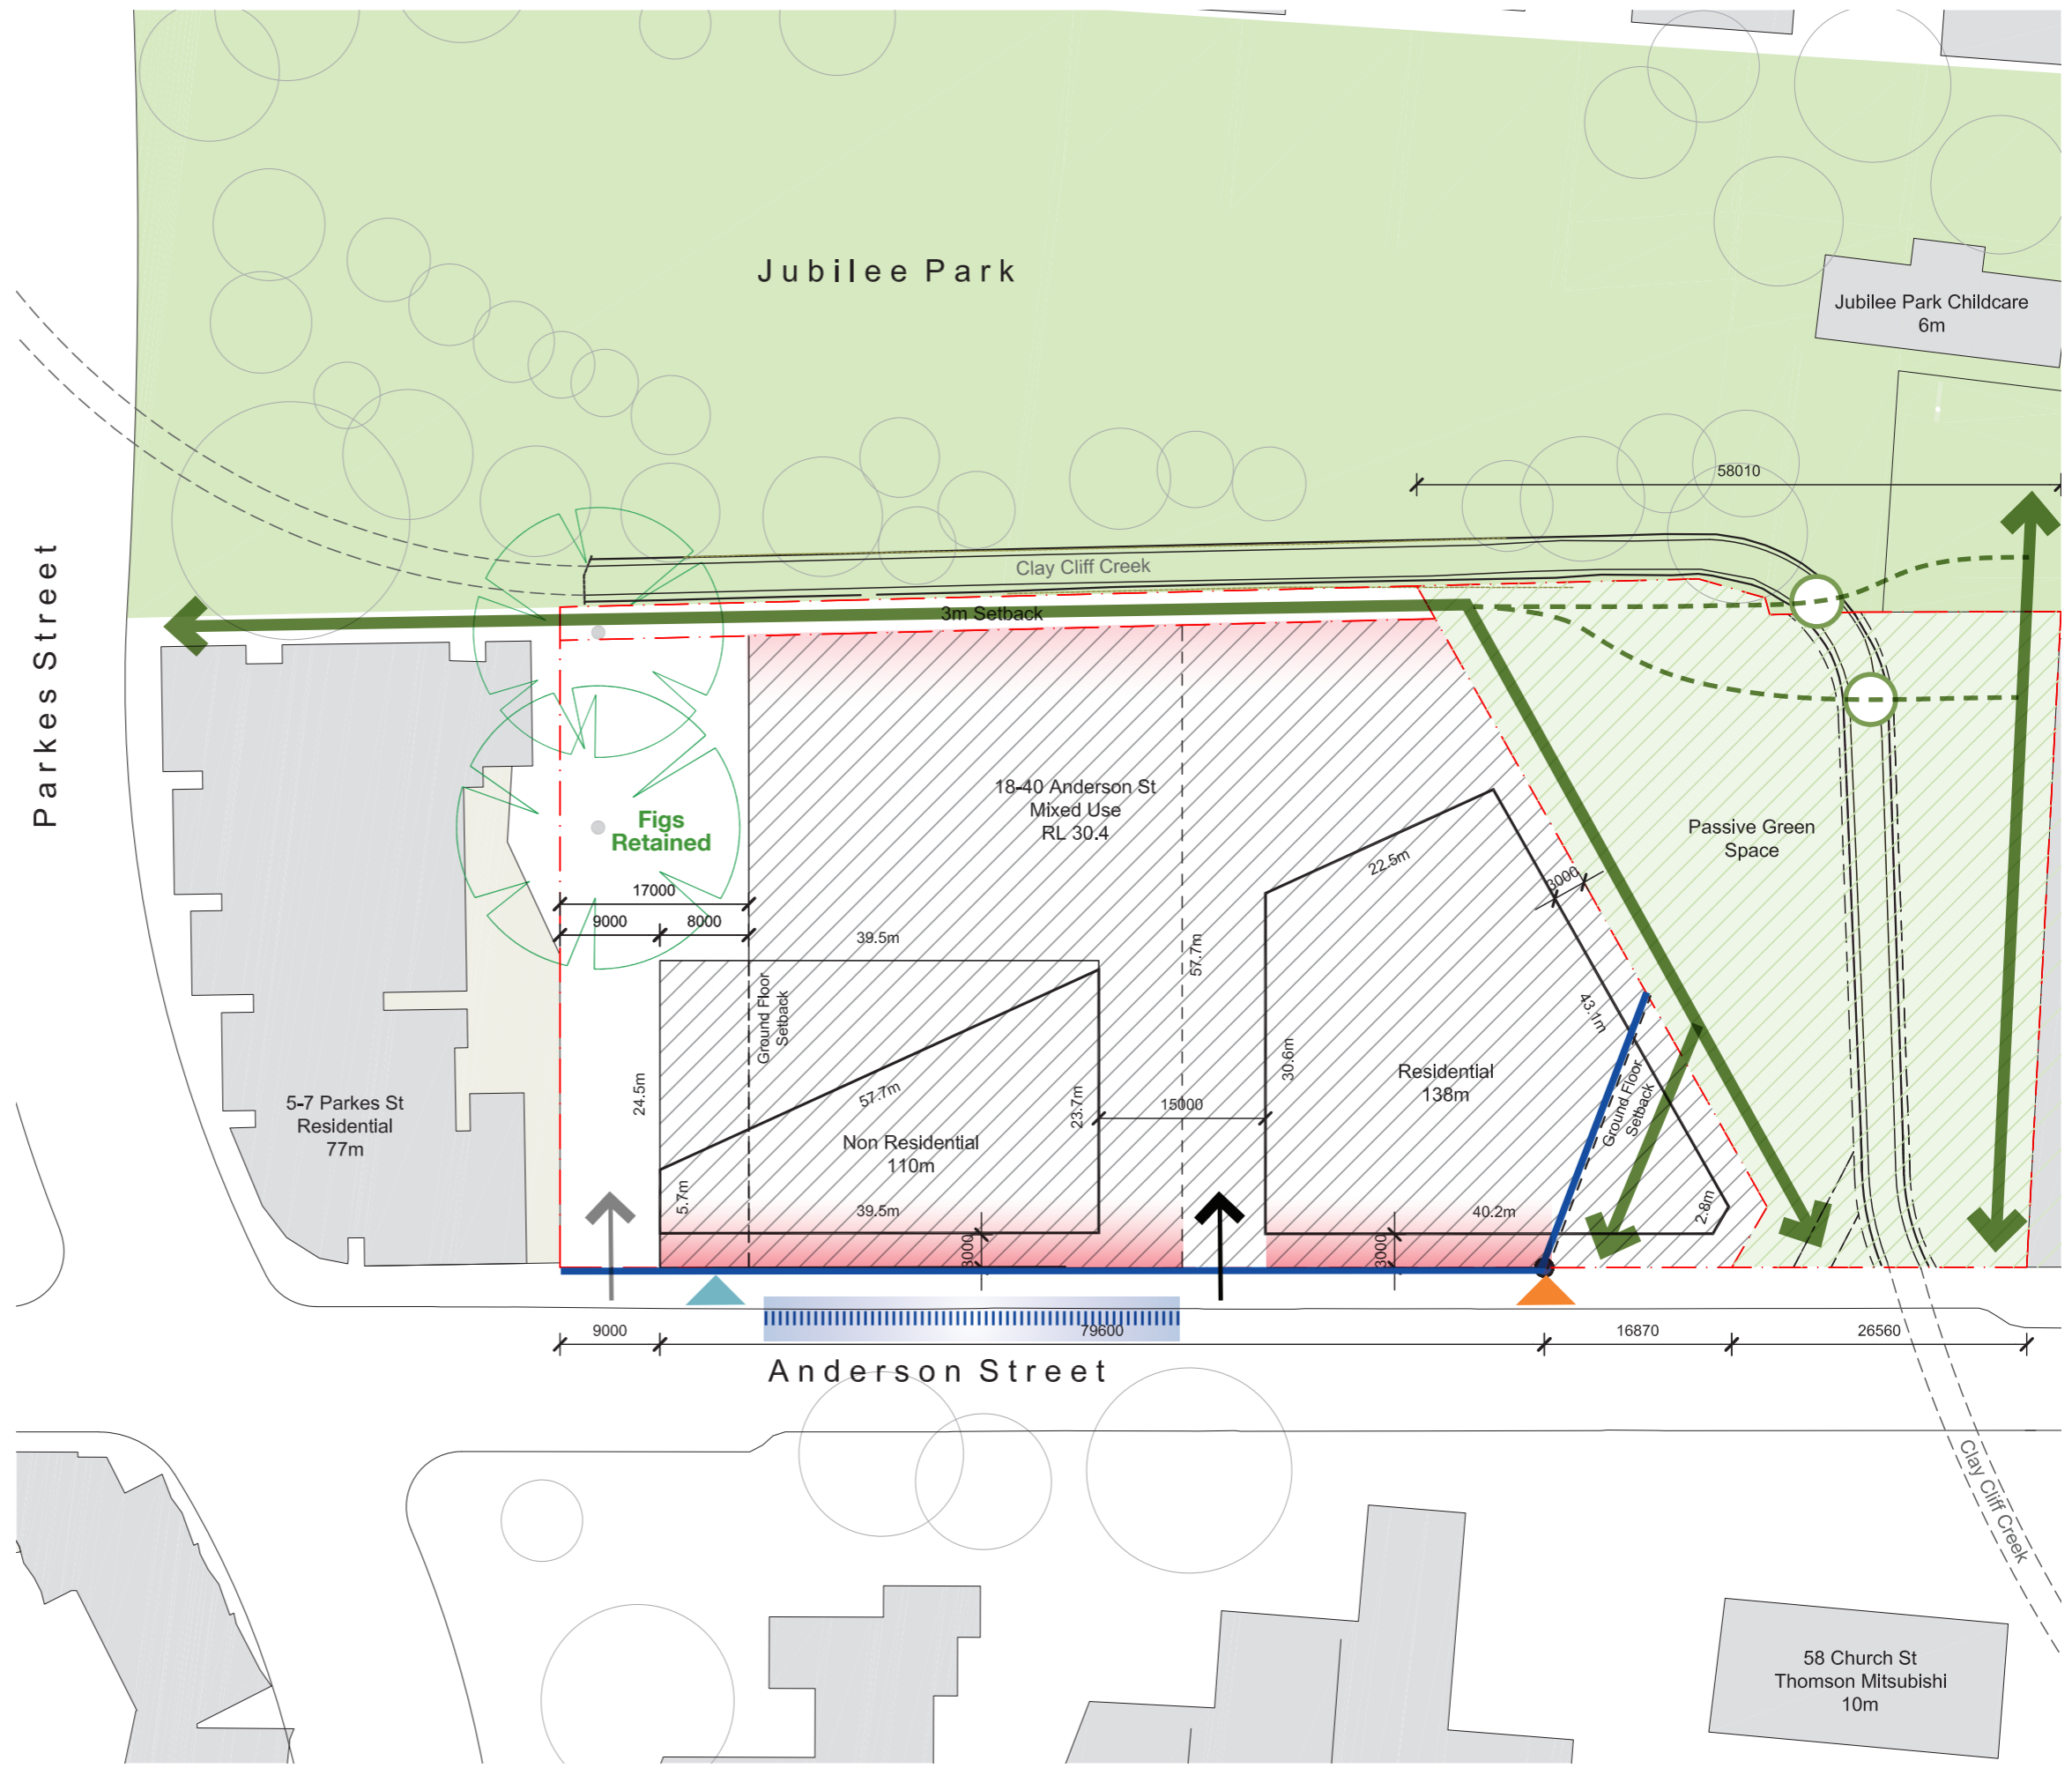 Jubilee Park
Jubilee Park Childcare
6m
58010
Parkes Street
Clay Cliff Creek
3m Setback
18-40 Anderson St
Mixed Use
RL 30.4
Figs
Retained
Passive Green
Space
22.5m
3000
17000
9000
8000
39.5m
57.7m
Ground Floor
Setback
43.1m
30.6m
24.5m
57.7m
23.7m
15000
Residential
138m
Ground Floor
Setback
5-7 Parkes St
Residential
77m
Non Residential
110m
5.7m
39.5m
40.2m
2.8m
3000
3000
9000
79600
16870
26560
Anderson Street
Clay Cliff Creek
58 Church St
Thomson Mitsubishi
10m